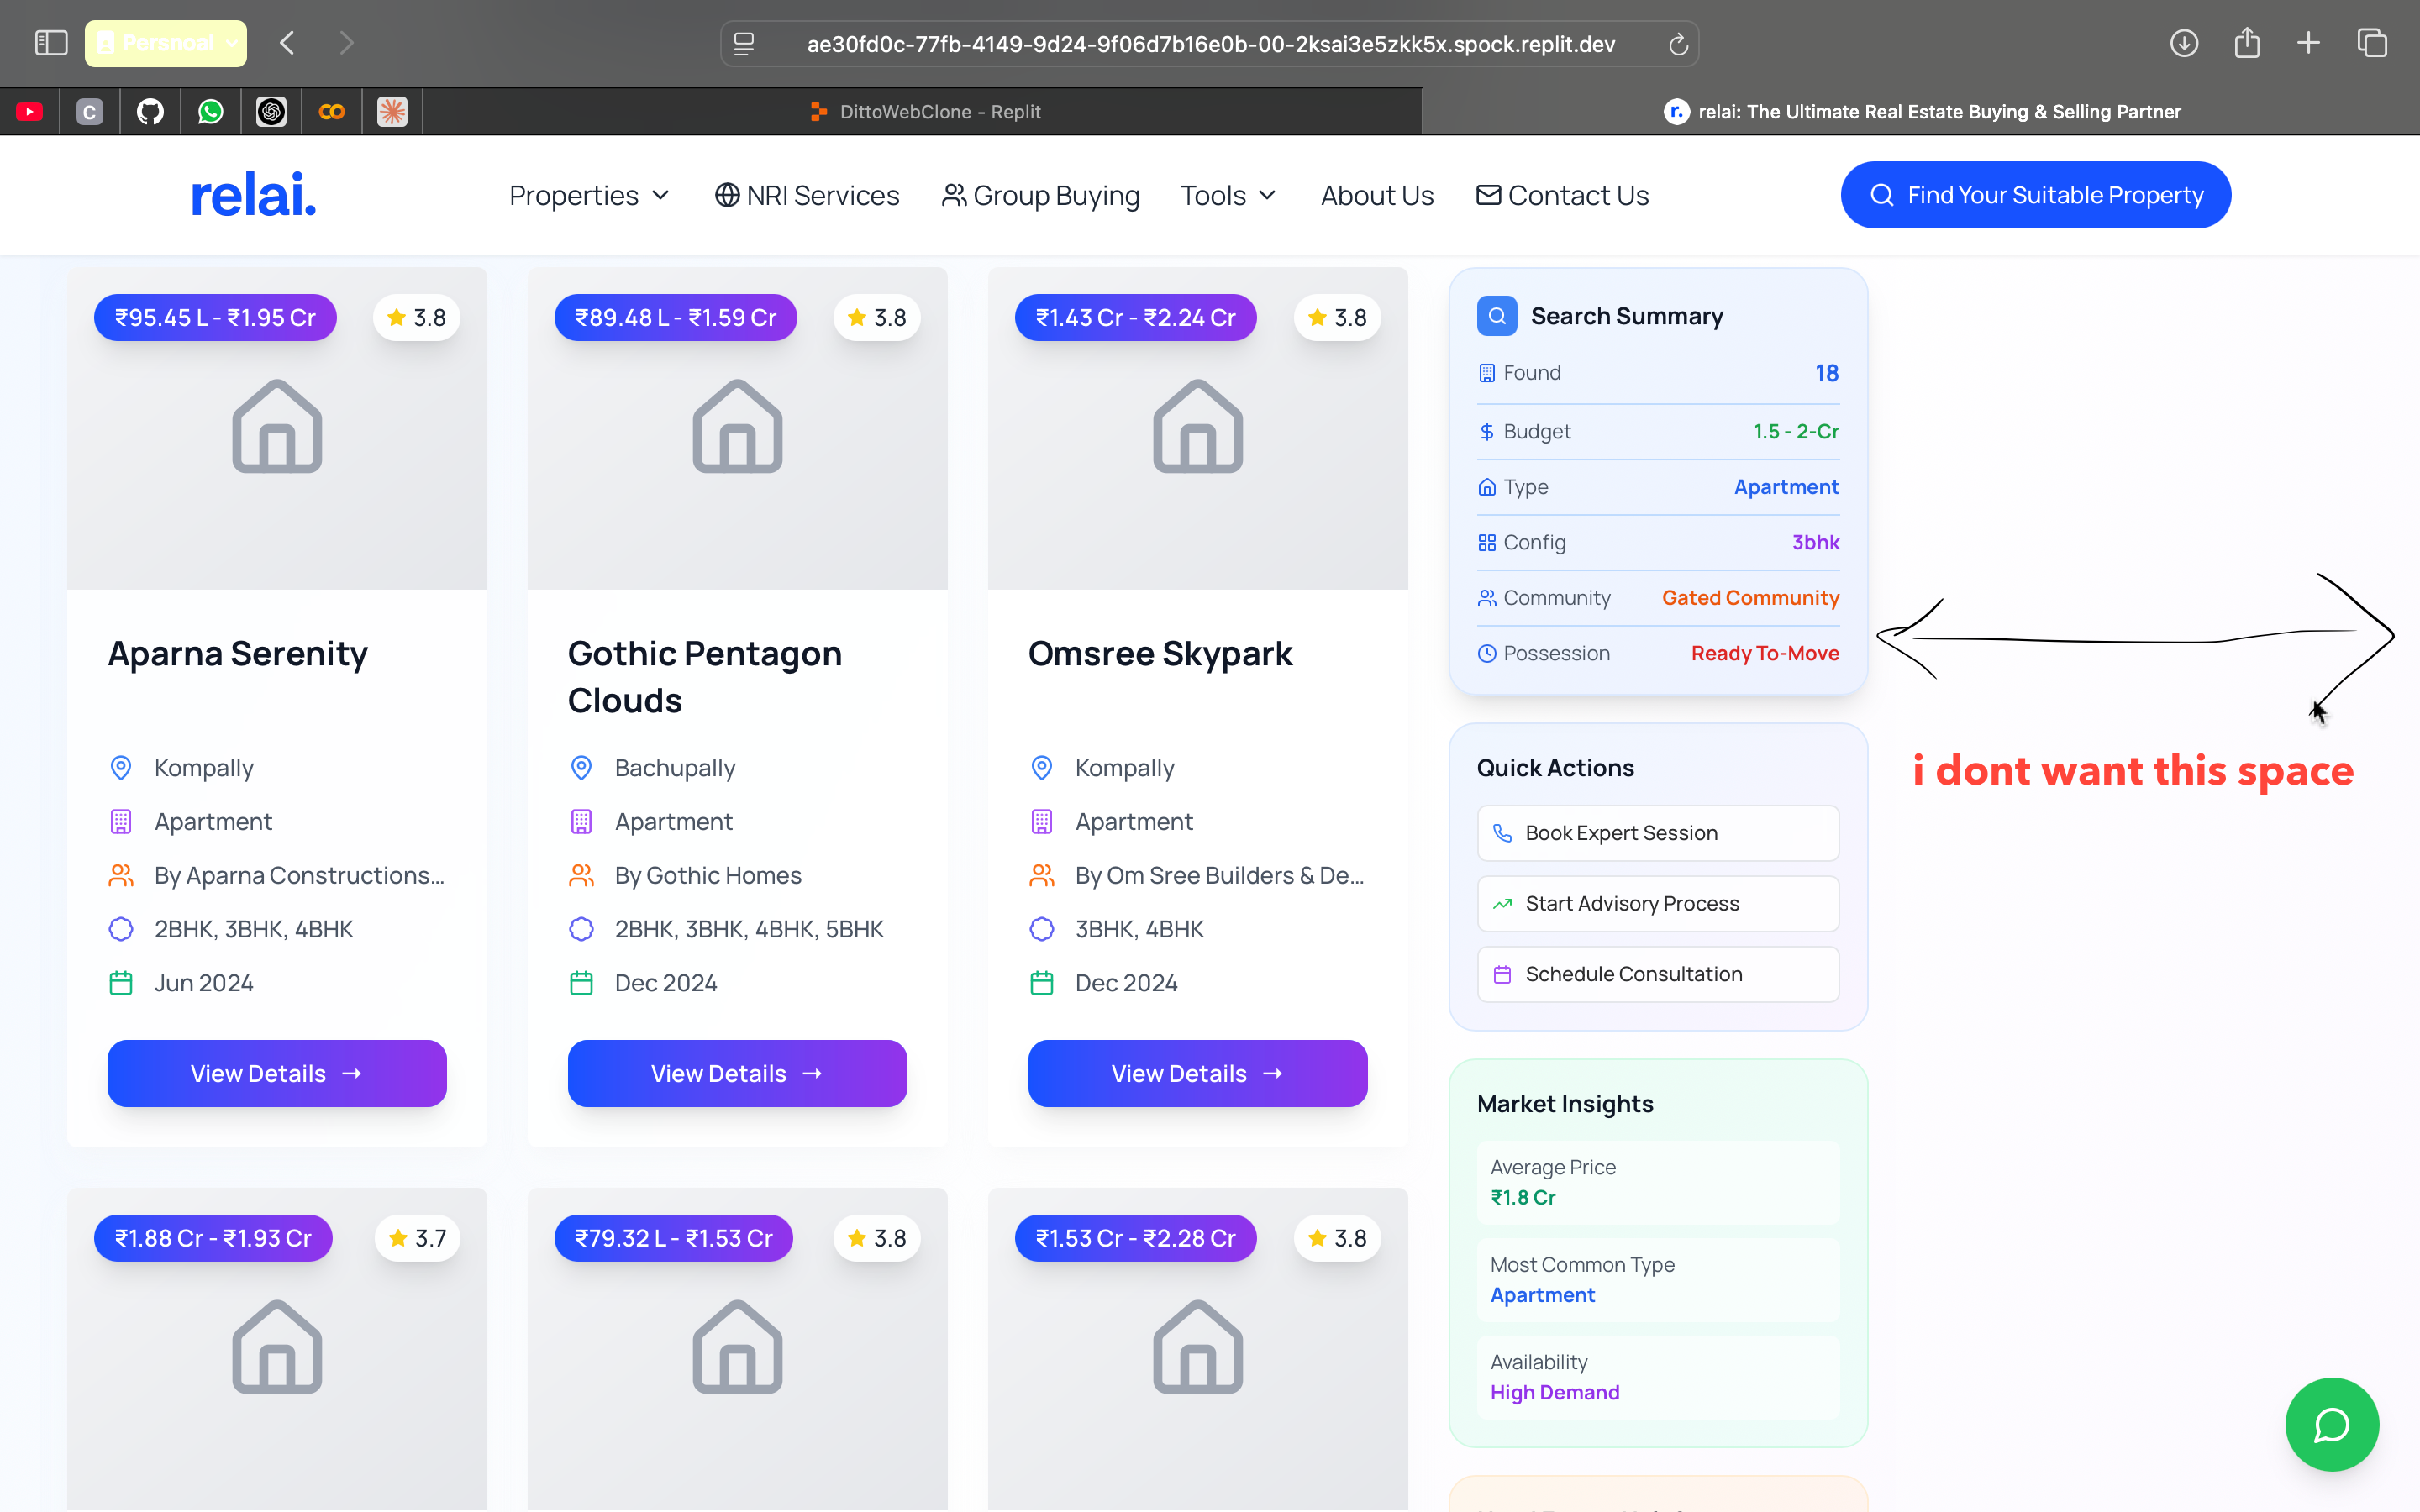 Persnoal
ae30fd0c-77fb-4149-9d24-9f06d7b16e0b-00-2ksai3e5zkk5x.spock.replit.dev
C
DittoWebClone - Replit
r. relai: The Ultimate Real Estate Buying & Selling Partner
relai.
Properties
NRI Services
Group Buying
Tools
About Us
Contact Us
Find Your Suitable Property
₹95.45 L - ₹1.95 Cr
3.8
Aparna Serenity
Kompally
Apartment
By Aparna Constructions...
2BHK, 3BHK, 4BHK
Jun 2024
View Details →
₹89.48 L - ₹1.59 Cr
3.8
Gothic Pentagon
Clouds
Bachupally
Apartment
By Gothic Homes
2BHK, 3BHK, 4BHK, 5BHK
Dec 2024
View Details →
₹1.43 Cr - ₹2.24 Cr
3.8
Omsree Skypark
Kompally
Apartment
By Om Sree Builders & De...
3BHK, 4BHK
Dec 2024
View Details →
₹1.88 Cr - ₹1.93 Cr
3.7
₹79.32 L - ₹1.53 Cr
3.8
₹1.53 Cr - ₹2.28 Cr
3.8
Search Summary
Found 18
Budget 1.5 - 2-Cr
Type Apartment
Config 3bhk
Community Gated Community
Possession Ready To-Move
Quick Actions
Book Expert Session
Start Advisory Process
Schedule Consultation
Market Insights
Average Price
₹1.8 Cr
Most Common Type
Apartment
Availability
High Demand
i dont want this space